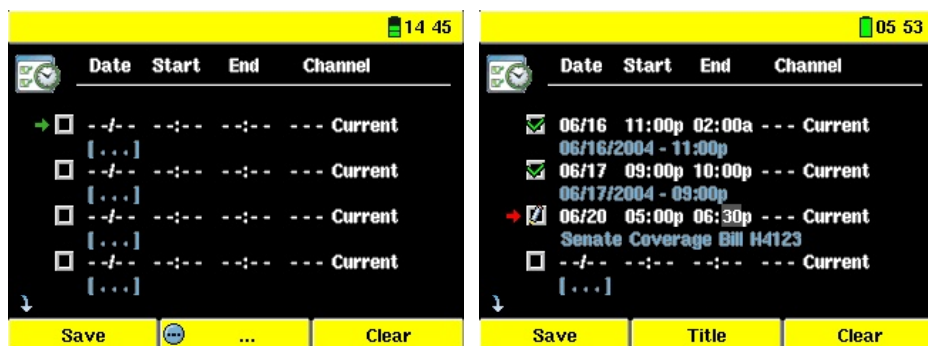 14 45
Date Start End Channel
--/-- --:-- --:-- --- Current
[...]
--/-- --:-- --:-- --- Current
[...]
--/-- --:-- --:-- --- Current
[...]
--/-- --:-- --:-- --- Current
[...]
Save ... Clear
05 53
Date Start End Channel
06/16 11:00p 02:00a --- Current
06/16/2004 - 11:00p
06/17 09:00p 10:00p --- Current
06/17/2004 - 09:00p
06/20 05:00p 06:30p --- Current
Senate Coverage Bill H4123
--/-- --:-- --:-- --- Current
[...]
Save Title Clear